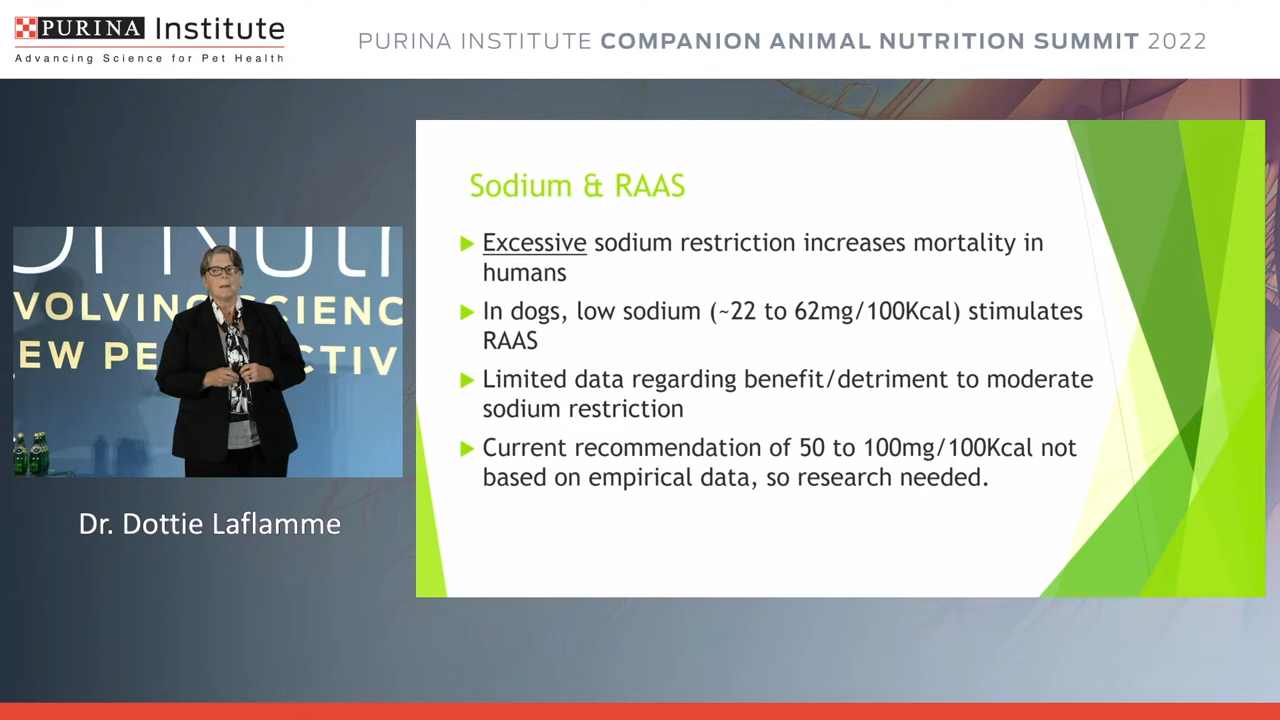 PURINA Institute
Advancing Science for Pet Health
PURINA INSTITUTE COMPANION ANIMAL NUTRITION SUMMIT 2022
Sodium & RAAS
Excessive sodium restriction increases mortality in
humans
In dogs, low sodium (~22 to 62mg/100Kcal) stimulates
RAAS
Limited data regarding benefit/detriment to moderate
sodium restriction
Current recommendation of 50 to 100mg/100Kcal not
based on empirical data, so research needed.
VOLVING SCIENC
EW PE CTIV
Dr. Dottie Laflamme